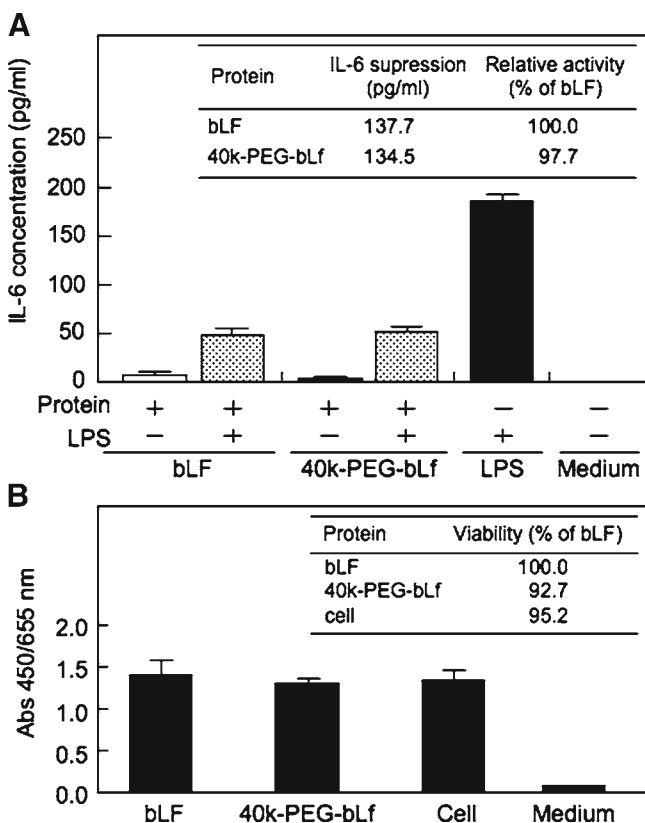 A
Protein IL-6 supression Relative activity
(pg/ml) (% of bLF)
bLF 137.7 100.0
40k-PEG-bLf 134.5 97.7
IL-6 concentration (pg/ml)
250
200
150
100
50
0
Protein + + + + − −
LPS − + − + + −
bLF 40k-PEG-bLf LPS Medium
B
Protein Viability (% of bLF)
bLF 100.0
40k-PEG-bLf 92.7
cell 95.2
Abs 450/655 nm
2.0
1.5
1.0
0.5
0.0
bLF 40k-PEG-bLf Cell Medium